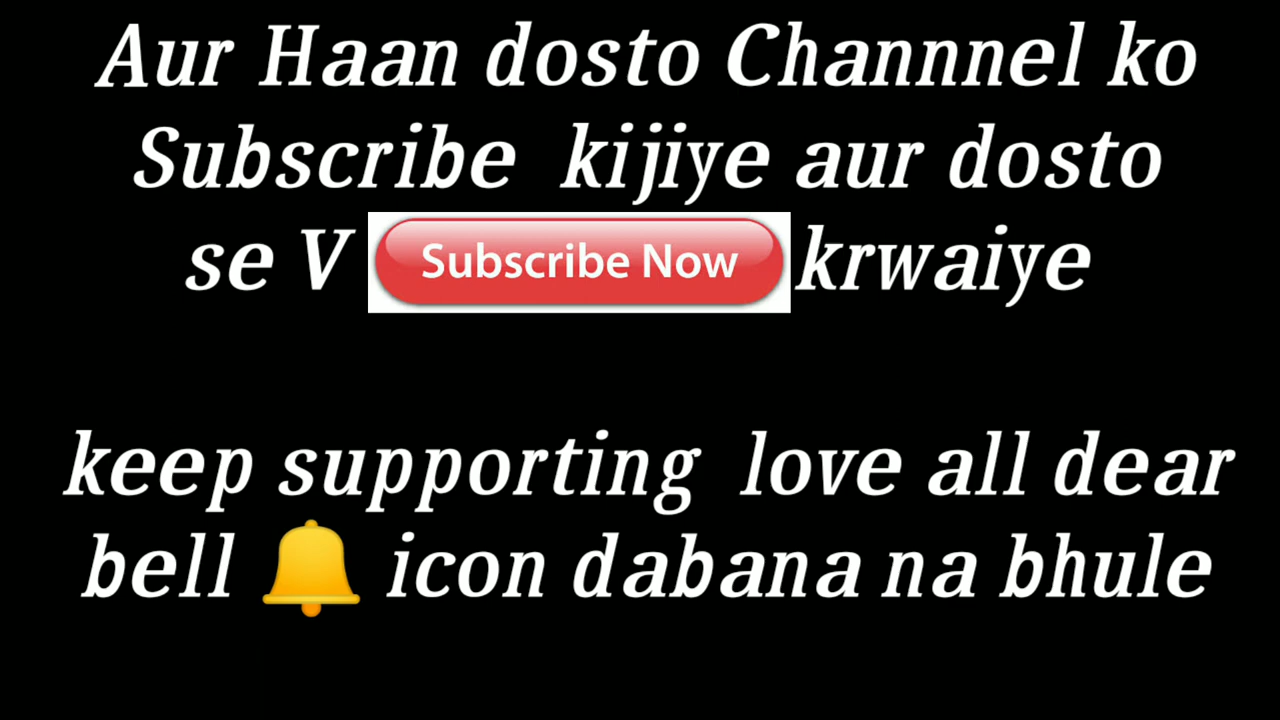 Aur Haan dosto Channnel ko
Subscribe kijiye aur dosto
se V Subscribe Now krwaiye
keep supporting love all dear
bell 🔔 icon dabana na bhule